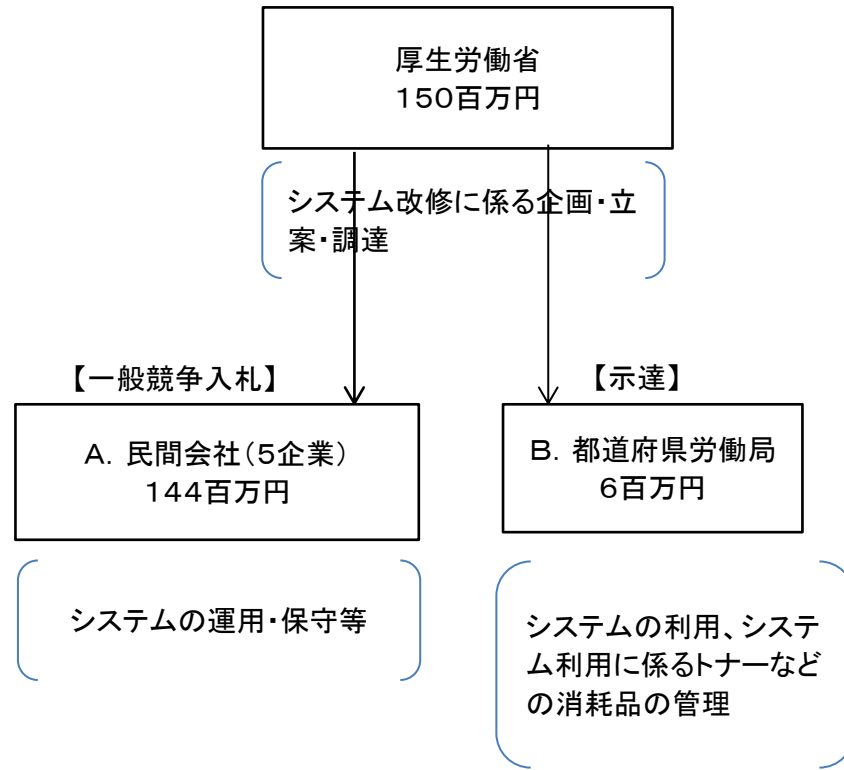 厚生労働省
150百万円
システム改修に係る企画・立
案・調達
【一般競争入札】
【示達】
A. 民間会社(5企業)
144百万円
B. 都道府県労働局
6百万円
システムの運用・保守等
システムの利用、システ
ム利用に係るトナーなど
の消耗品の管理